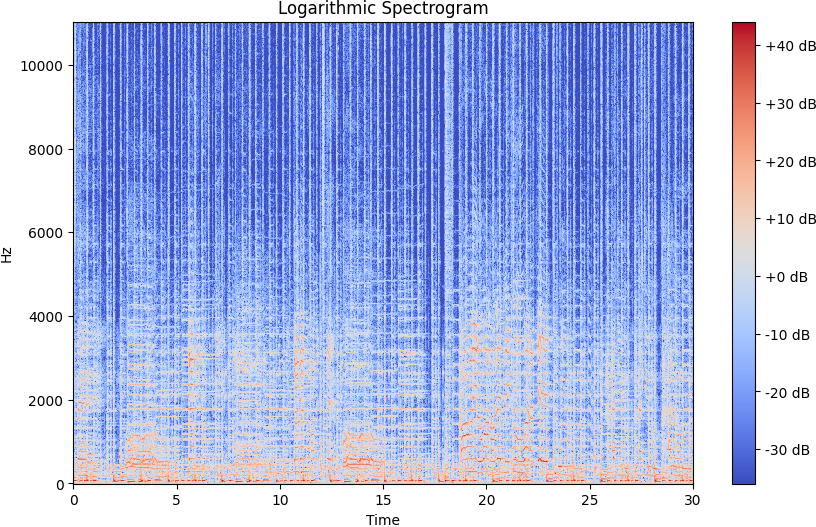 Logarithmic Spectrogram
Hz
10000
8000
6000
4000
2000
0
0 5 10 15 20 25 30
Time
+40 dB
+30 dB
+20 dB
+10 dB
+0 dB
-10 dB
-20 dB
-30 dB